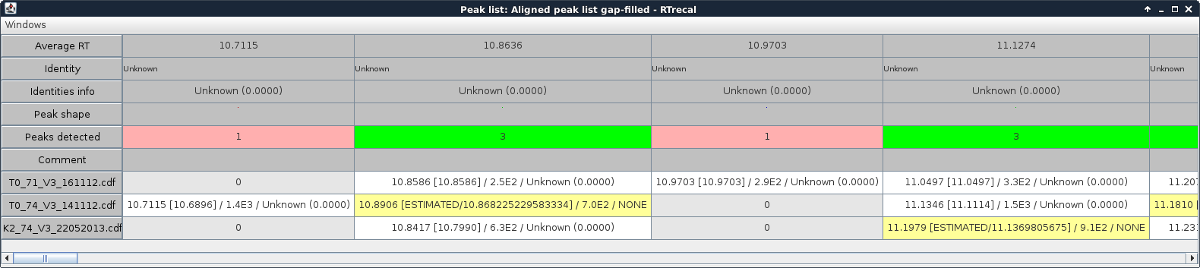 Peak list: Aligned peak list gap-filled - RTrecal
Windows
Average RT 10.7115 10.8636 10.9703 11.1274
Identity Unknown Unknown Unknown Unknown Unknown
Identities info Unknown (0.0000) Unknown (0.0000) Unknown (0.0000) Unknown (0.0000)
Peak shape
Peaks detected 1 3 1 3
Comment
T0_71_V3_161112.cdf 0 10.8586 [10.8586] / 2.5E2 / Unknown (0.0000) 10.9703 [10.9703] / 2.9E2 / Unknown (0.0000) 11.0497 [11.0497] / 3.3E2 / Unknown (0.0000) 11.207
T0_74_V3_141112.cdf 10.7115 [10.6896] / 1.4E3 / Unknown (0.0000) 10.8906 [ESTIMATED/10.868225229583334] / 7.0E2 / NONE 0 11.1346 [11.1114] / 1.5E3 / Unknown (0.0000) 11.1810 [
K2_74_V3_22052013.cdf 0 10.8417 [10.7990] / 6.3E2 / Unknown (0.0000) 0 11.1979 [ESTIMATED/11.1369805675] / 9.1E2 / NONE 11.231